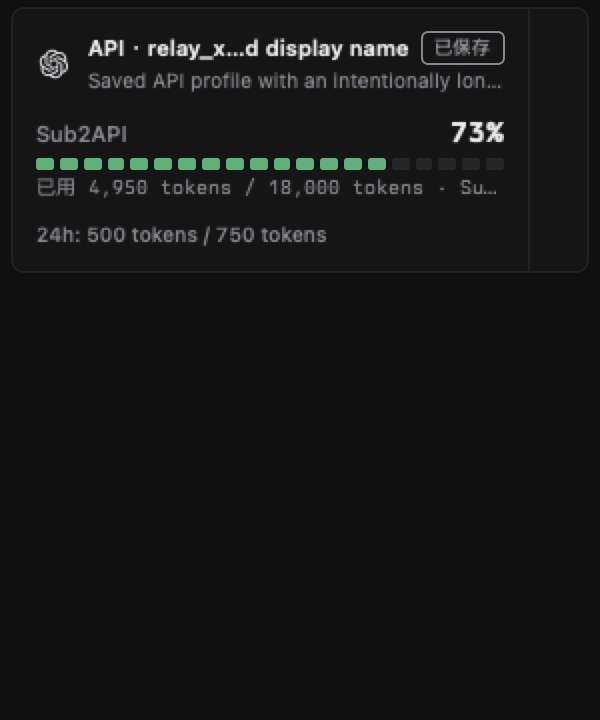 API · relay_x...d display name 已保存
Saved API profile with an intentionally lon...
Sub2API 73%
已用 4,950 tokens / 18,000 tokens · Su...
24h: 500 tokens / 750 tokens